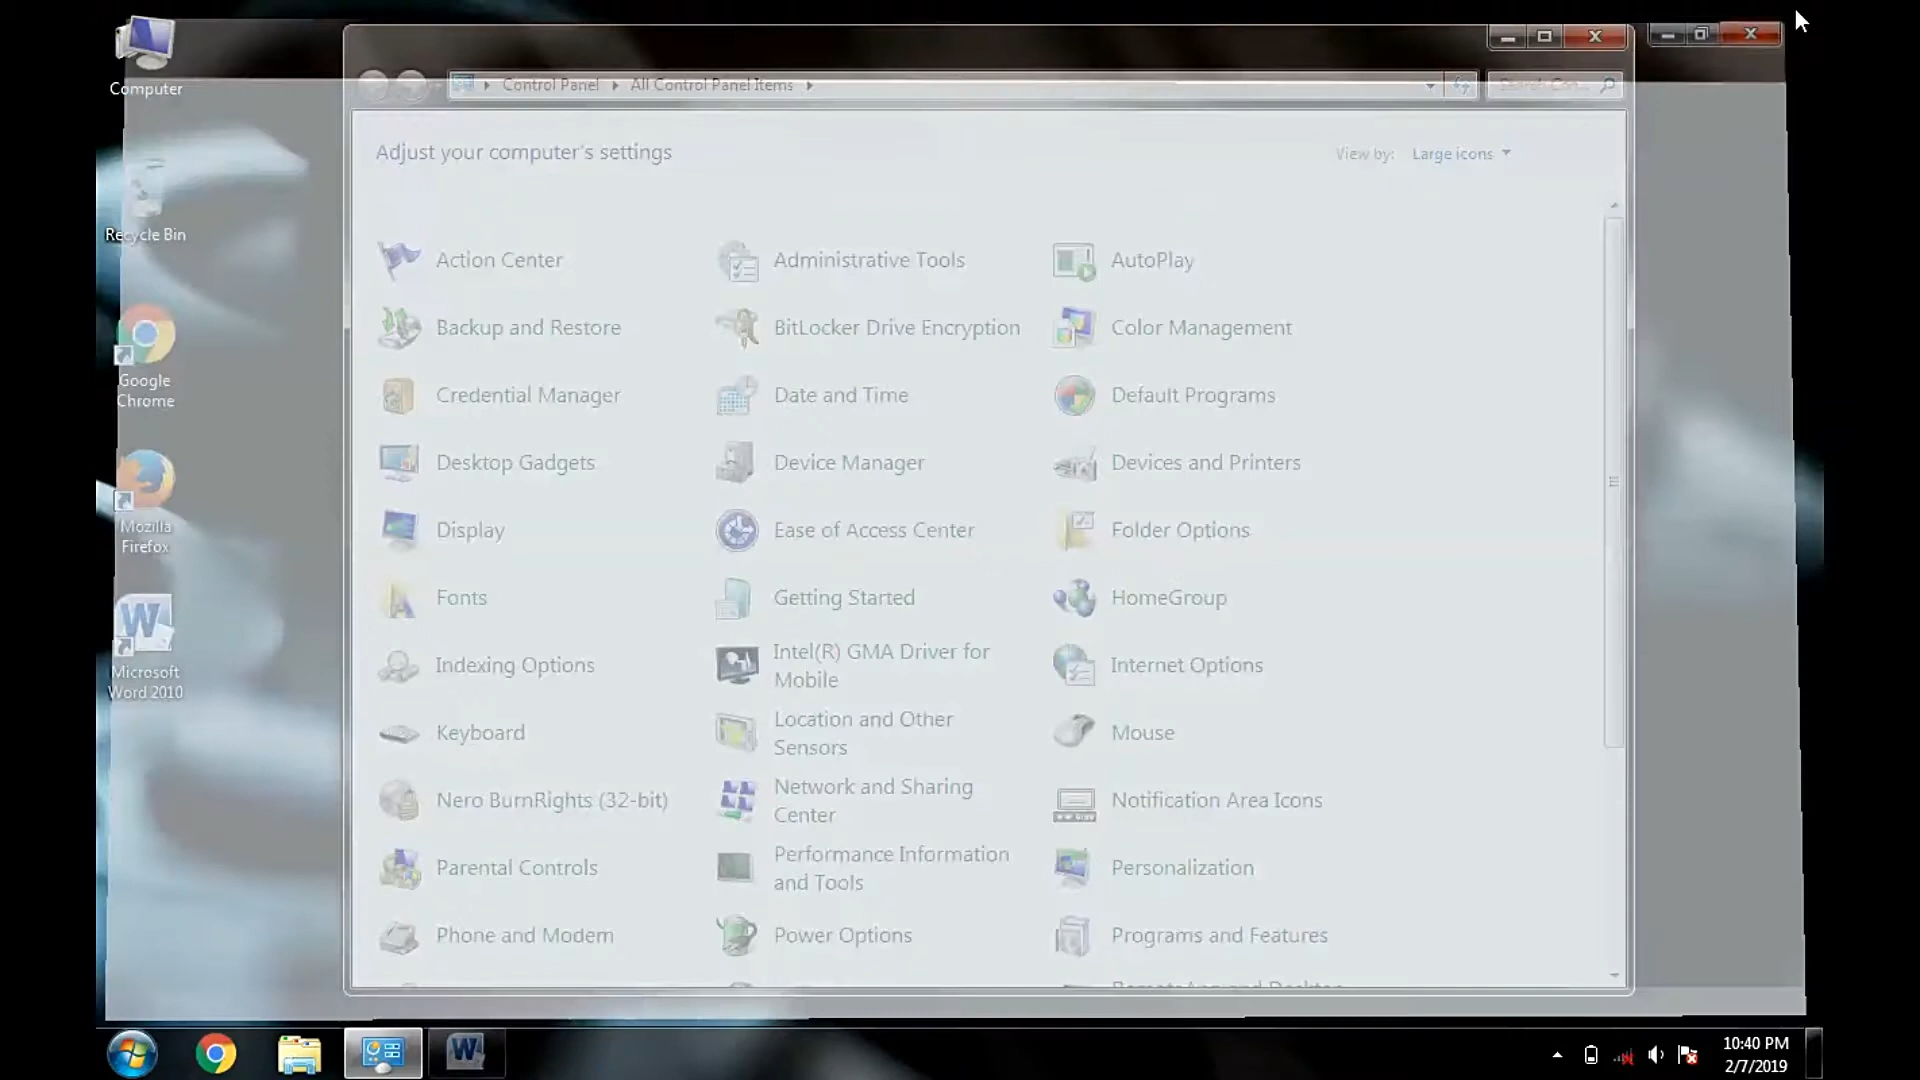 Computer
Recycle Bin
Google
Chrome
Mozilla
Firefox
Microsoft
Word 2010
Control Panel
All Control Panel Items
Search Con...
Adjust your computer's settings
View by:
Large icons
Action Center
Administrative Tools
AutoPlay
Backup and Restore
BitLocker Drive Encryption
Color Management
Credential Manager
Date and Time
Default Programs
Desktop Gadgets
Device Manager
Devices and Printers
Display
Ease of Access Center
Folder Options
Fonts
Getting Started
HomeGroup
Indexing Options
Intel(R) GMA Driver for
Mobile
Internet Options
Keyboard
Location and Other
Sensors
Mouse
Nero BurnRights (32-bit)
Network and Sharing
Center
Notification Area Icons
Parental Controls
Performance Information
and Tools
Personalization
Phone and Modem
Power Options
Programs and Features
RemoteApp and Desktop
10:40 PM
2/7/2019